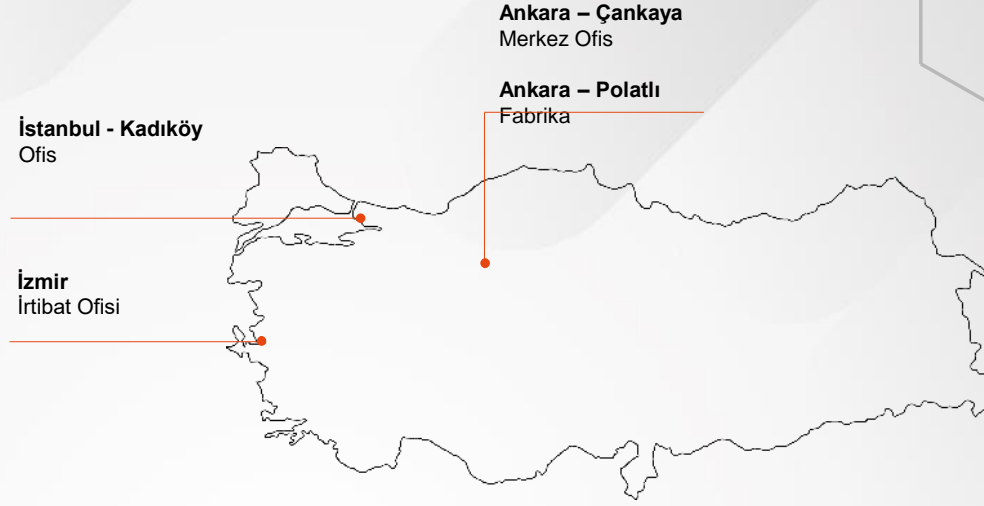 Ankara – Çankaya
Merkez Ofis
Ankara – Polatlı
Fabrika
İstanbul - Kadıköy
Ofis
İzmir
İrtibat Ofisi